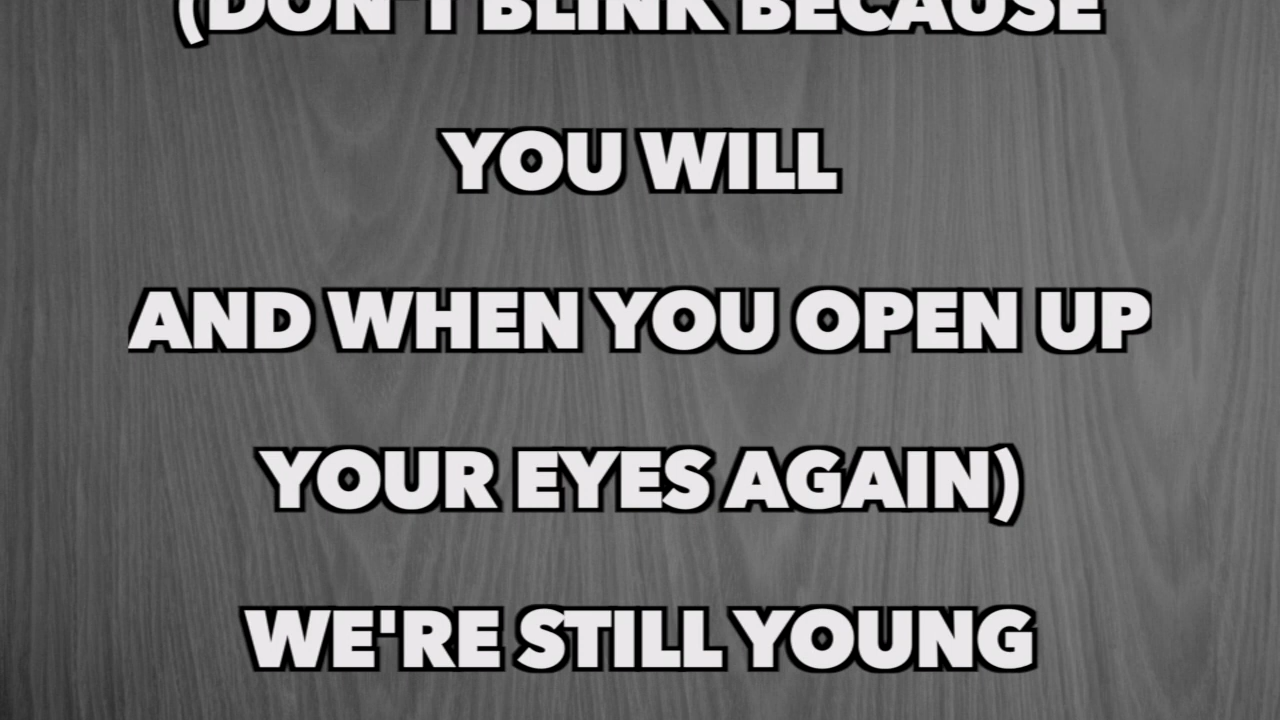 (DON'T BLINK BECAUSE
YOU WILL
AND WHEN YOU OPEN UP
YOUR EYES AGAIN)
WE'RE STILL YOUNG